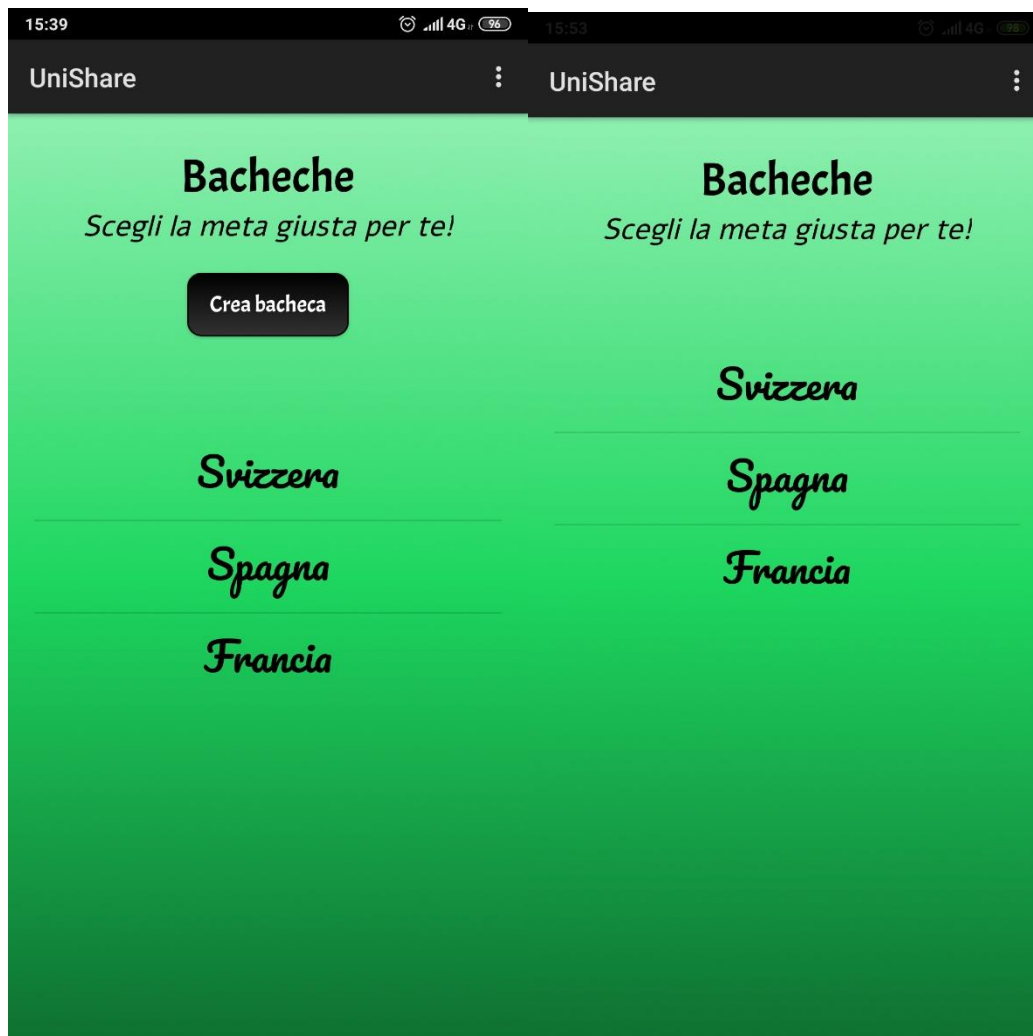 15:39 4G 96
UniShare
Bacheche
Scegli la meta giusta per te!
Crea bacheca
Svizzera
Spagna
Francia
15:53 4G 98
UniShare
Bacheche
Scegli la meta giusta per te!
Svizzera
Spagna
Francia